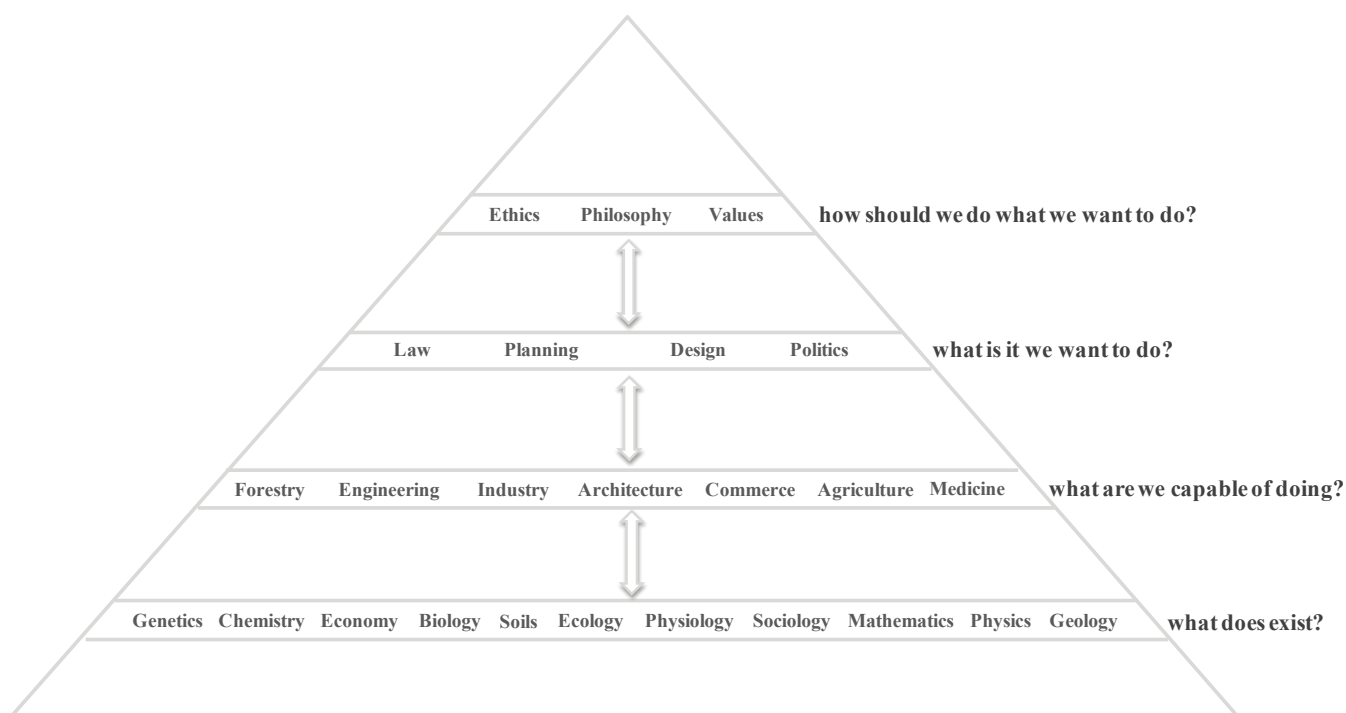 Ethics Philosophy Values how should we do what we want to do?
Law Planning Design Politics what is it we want to do?
Forestry Engineering Industry Architecture Commerce Agriculture Medicine what are we capable of doing?
Genetics Chemistry Economy Biology Soils Ecology Physiology Sociology Mathematics Physics Geology what does exist?